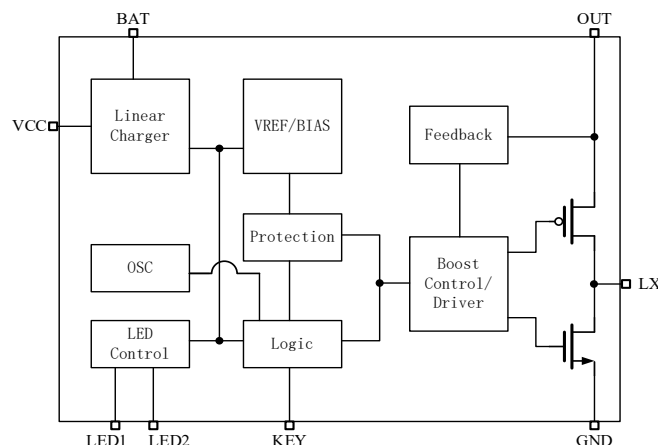 BAT
OUT
VCC
Linear
Charger
VREF/BIAS
Feedback
Protection
OSC
Boost
Control/
Driver
LX
LED
Control
Logic
LED1
LED2
KEY
GND